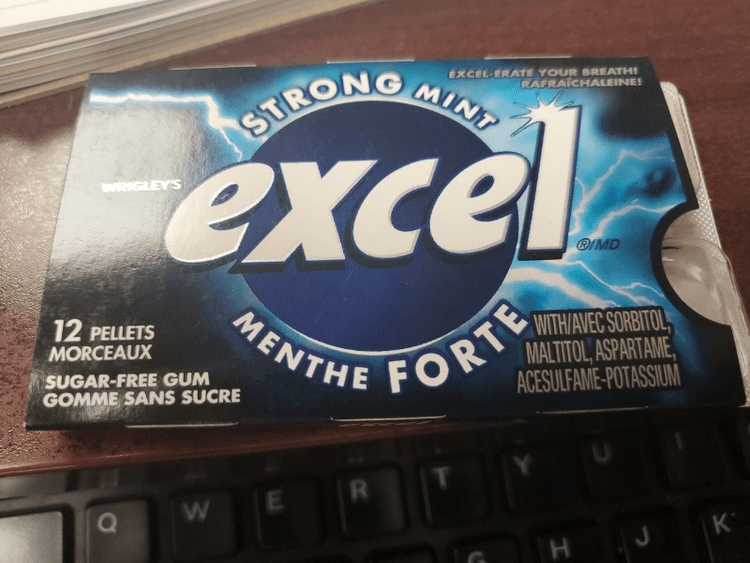 EXCEL-ERATE YOUR BREATH!
RAFRAÎCHALEINE!
STRONG MINT
WRIGLEY'S
excel
®/MD
MENTHE FORTE
12 PELLETS
MORCEAUX
SUGAR-FREE GUM
GOMME SANS SUCRE
WITH/AVEC SORBITOL,
MALTITOL, ASPARTAME,
ACESULFAME-POTASSIUM
Q W E R T Y U I
G H J K